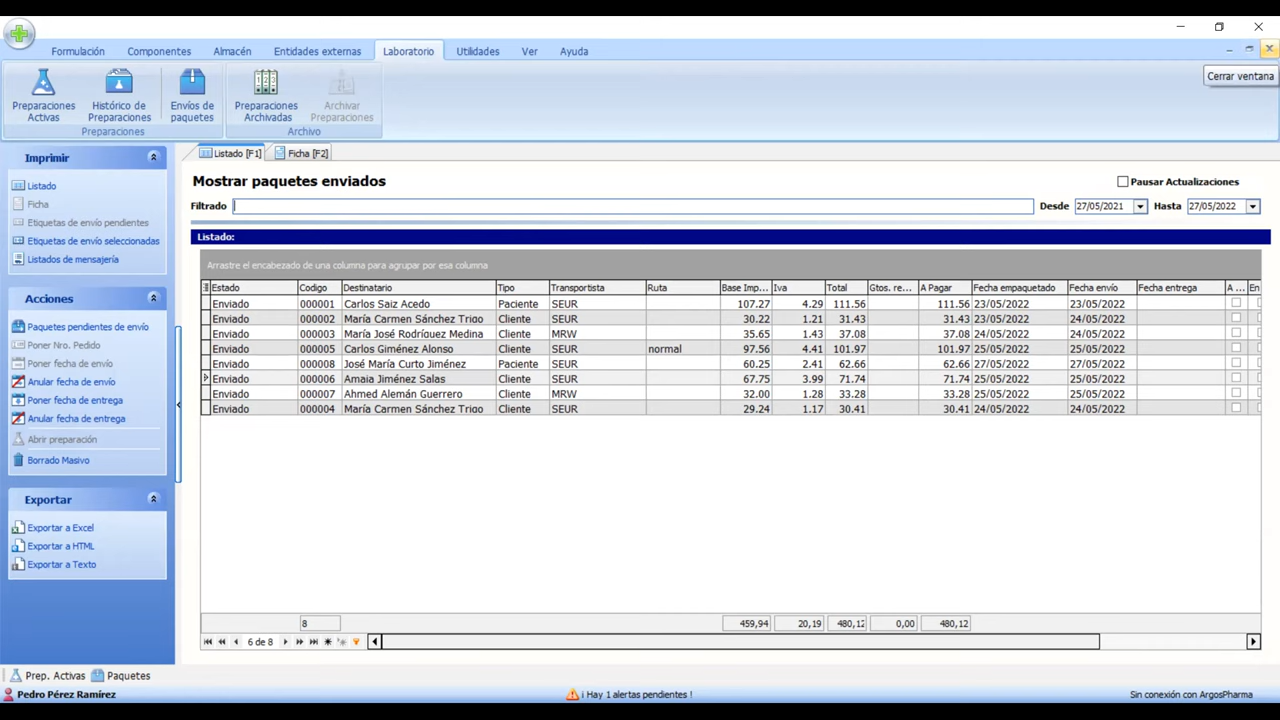 Formulación Componentes Almacén Entidades externas Laboratorio Utilidades Ver Ayuda
Cerrar ventana
Preparaciones Activas
Histórico de Preparaciones
Envíos de paquetes
Preparaciones Archivadas
Archivar Preparaciones
Preparaciones Archivo
Imprimir
Listado
Ficha
Etiquetas de envío pendientes
Etiquetas de envío seleccionadas
Listados de mensajería
Acciones
Paquetes pendientes de envío
Poner Nro. Pedido
Poner fecha de envío
Anular fecha de envío
Poner fecha de entrega
Anular fecha de entrega
Abrir preparación
Borrado Masivo
Exportar
Exportar a Excel
Exportar a HTML
Exportar a Texto
Listado [F1] Ficha [F2]
Mostrar paquetes enviados Pausar Actualizaciones
Filtrado Desde 27/05/2021 Hasta 27/05/2022
Listado:
Arrastre el encabezado de una columna para agrupar por esa columna
Estado Codigo Destinatario Tipo Transportista Ruta Base Imp... Iva Total Gtos. re... A Pagar Fecha empaquetado Fecha envío Fecha entrega A ... En
Enviado 000001 Carlos Saiz Acedo Paciente SEUR 107.27 4.29 111.56 111.56 23/05/2022 23/05/2022
Enviado 000002 María Carmen Sánchez Trigo Cliente SEUR 30.22 1.21 31.43 31.43 23/05/2022 24/05/2022
Enviado 000003 María José Rodríguez Medina Cliente MRW 35.65 1.43 37.08 37.08 24/05/2022 24/05/2022
Enviado 000005 Carlos Giménez Alonso Cliente SEUR normal 97.56 4.41 101.97 101.97 25/05/2022 25/05/2022
Enviado 000008 José María Curto Jiménez Paciente SEUR 60.25 2.41 62.66 62.66 27/05/2022 27/05/2022
Enviado 000006 Amaia Jiménez Salas Cliente SEUR 67.75 3.99 71.74 71.74 25/05/2022 25/05/2022
Enviado 000007 Ahmed Alemán Guerrero Cliente MRW 32.00 1.28 33.28 33.28 25/05/2022 25/05/2022
Enviado 000004 María Carmen Sánchez Trigo Cliente SEUR 29.24 1.17 30.41 30.41 24/05/2022 24/05/2022
8 459,94 20,19 480,12 0,00 480,12
6 de 8
Prep. Activas Paquetes
Pedro Pérez Ramírez ¡ Hay 1 alertas pendientes ! Sin conexión con ArgosPharma